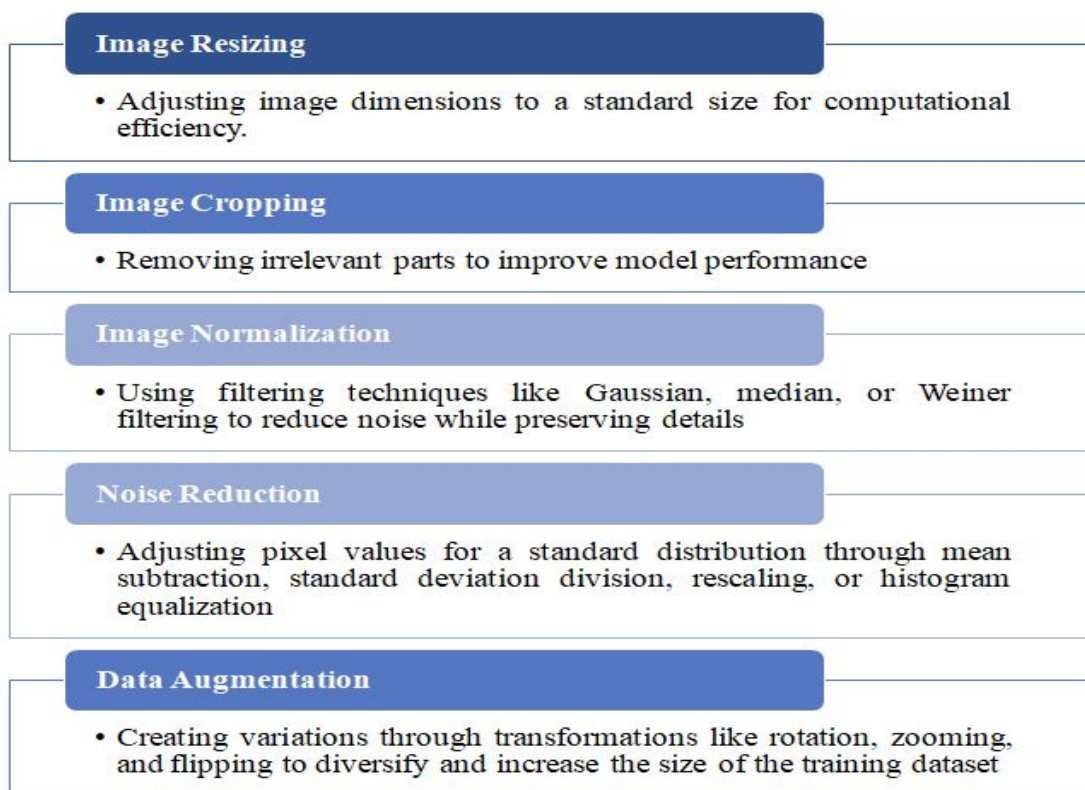 Image Resizing
• Adjusting image dimensions to a standard size for computational
efficiency.
Image Cropping
• Removing irrelevant parts to improve model performance
Image Normalization
• Using filtering techniques like Gaussian, median, or Weiner
filtering to reduce noise while preserving details
Noise Reduction
• Adjusting pixel values for a standard distribution through mean
subtraction, standard deviation division, rescaling, or histogram
equalization
Data Augmentation
• Creating variations through transformations like rotation, zooming,
and flipping to diversify and increase the size of the training dataset